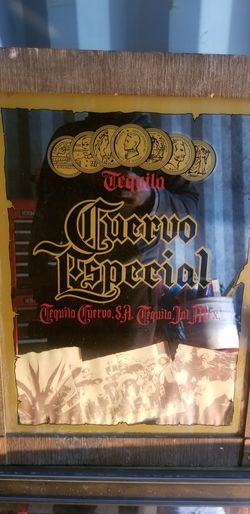 Tequila
Cuervo
Especial
Tequila Cuervo, S.A. Tequila, Jal. Mex.